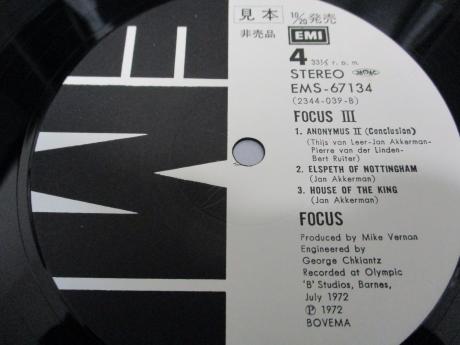 見本 10/20 発売
非売品 EMI
4 33⅓ r.p.m.
STEREO
EMS-67134
(2344-039-B)
FOCUS III
1. ANONYMUS II (Conclusion)
(Thijs van Leer-Jan Akkerman-
Pierre van der Linden-
Bert Ruiter)
2. ELSPETH OF NOTTINGHAM
(Jan Akkerman)
3. HOUSE OF THE KING
(Jan Akkerman)
FOCUS
Produced by Mike Vernon
Engineered by
George Chkiantz
Recorded at Olympic
'B' Studios, Barnes,
July 1972
Ⓟ 1972
BOVEMA
EMI